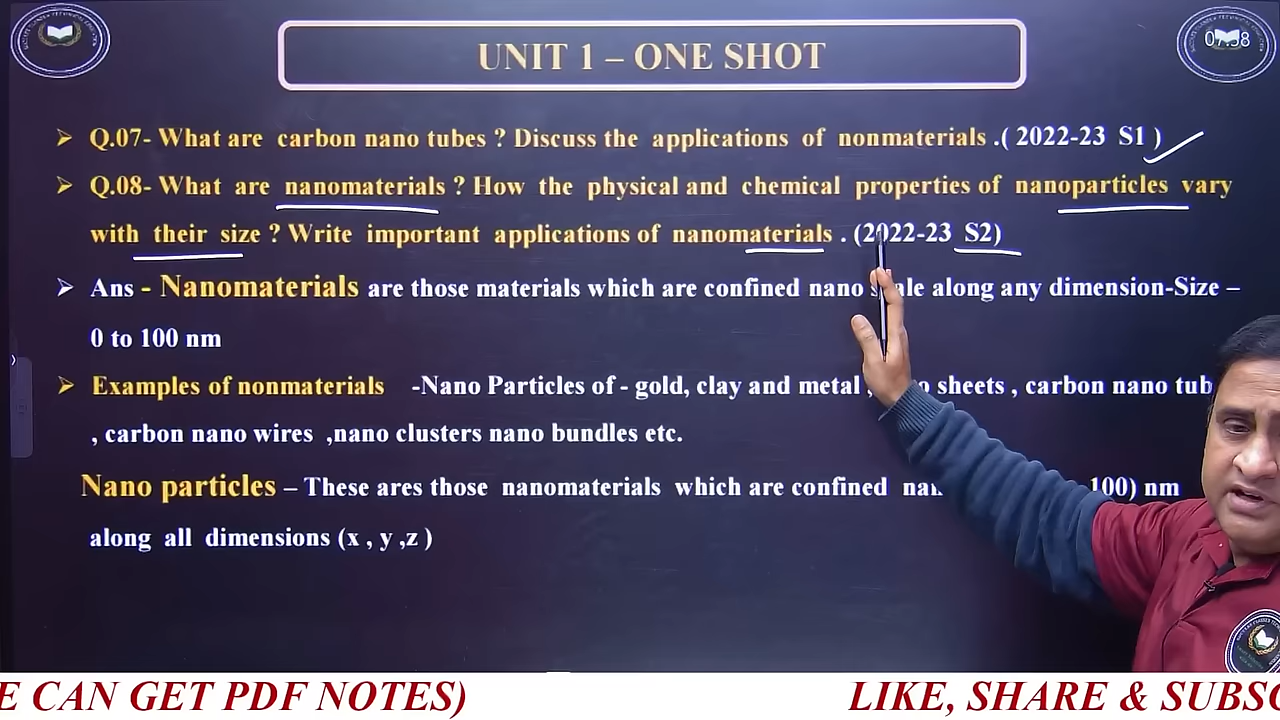 UNIT 1 – ONE SHOT
➢ Q.07- What are carbon nano tubes ? Discuss the applications of nonmaterials .( 2022-23 S1 )
➢ Q.08- What are nanomaterials ? How the physical and chemical properties of nanoparticles vary
with their size ? Write important applications of nanomaterials . (2022-23 S2)
➢ Ans - Nanomaterials are those materials which are confined nano along any dimension-Size –
0 to 100 nm
➢ Examples of nonmaterials -Nano Particles of - gold, clay and metal , sheets , carbon nano tub
, carbon nano wires ,nano clusters nano bundles etc.
Nano particles – These ares those nanomaterials which are confined 100) nm
along all dimensions (x , y ,z )
E CAN GET PDF NOTES) LIKE, SHARE & SUBSC